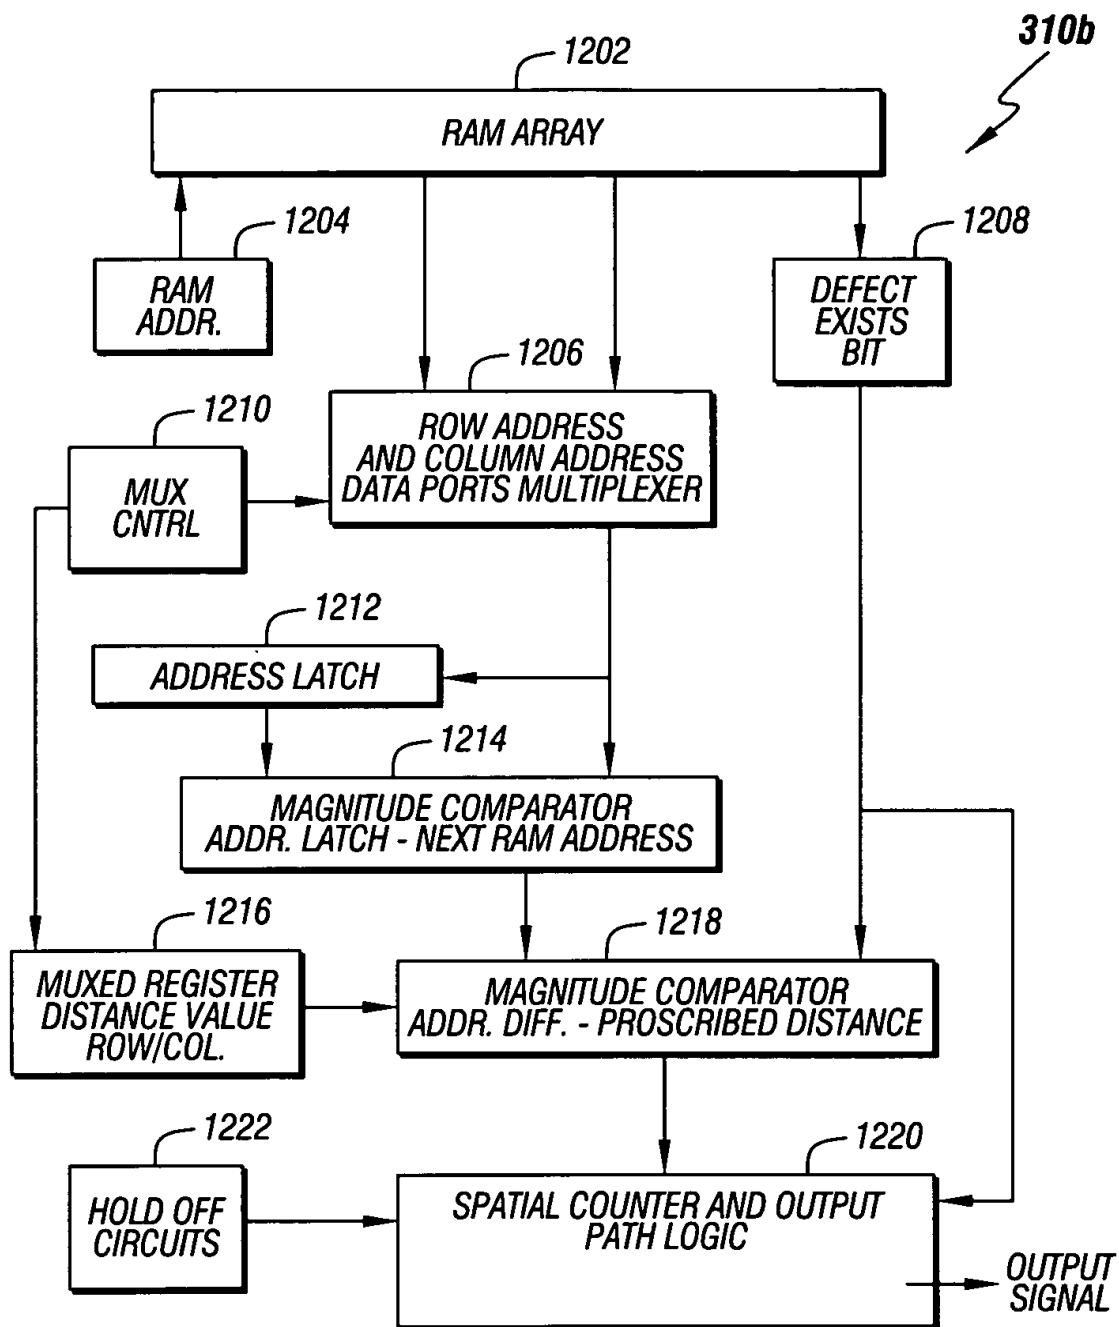 310b
1202
RAM ARRAY
1204
RAM
ADDR.
1208
DEFECT
EXISTS
BIT
1206
ROW ADDRESS
AND COLUMN ADDRESS
DATA PORTS MULTIPLEXER
1210
MUX
CNTRL
1212
ADDRESS LATCH
1214
MAGNITUDE COMPARATOR
ADDR. LATCH - NEXT RAM ADDRESS
1216
MUXED REGISTER
DISTANCE VALUE
ROW/COL.
1218
MAGNITUDE COMPARATOR
ADDR. DIFF. - PROSCRIBED DISTANCE
1222
HOLD OFF
CIRCUITS
1220
SPATIAL COUNTER AND OUTPUT
PATH LOGIC
OUTPUT
SIGNAL